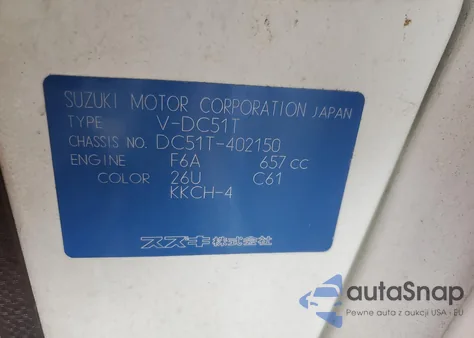 SUZUKI MOTOR CORPORATION JAPAN
TYPE V-DC51T
CHASSIS NO. DC51T-402150
ENGINE F6A 657 CC
COLOR 26U C61
KKCH-4
スズキ株式会社
autoSnap
Pewne auta z aukcji USA · EU